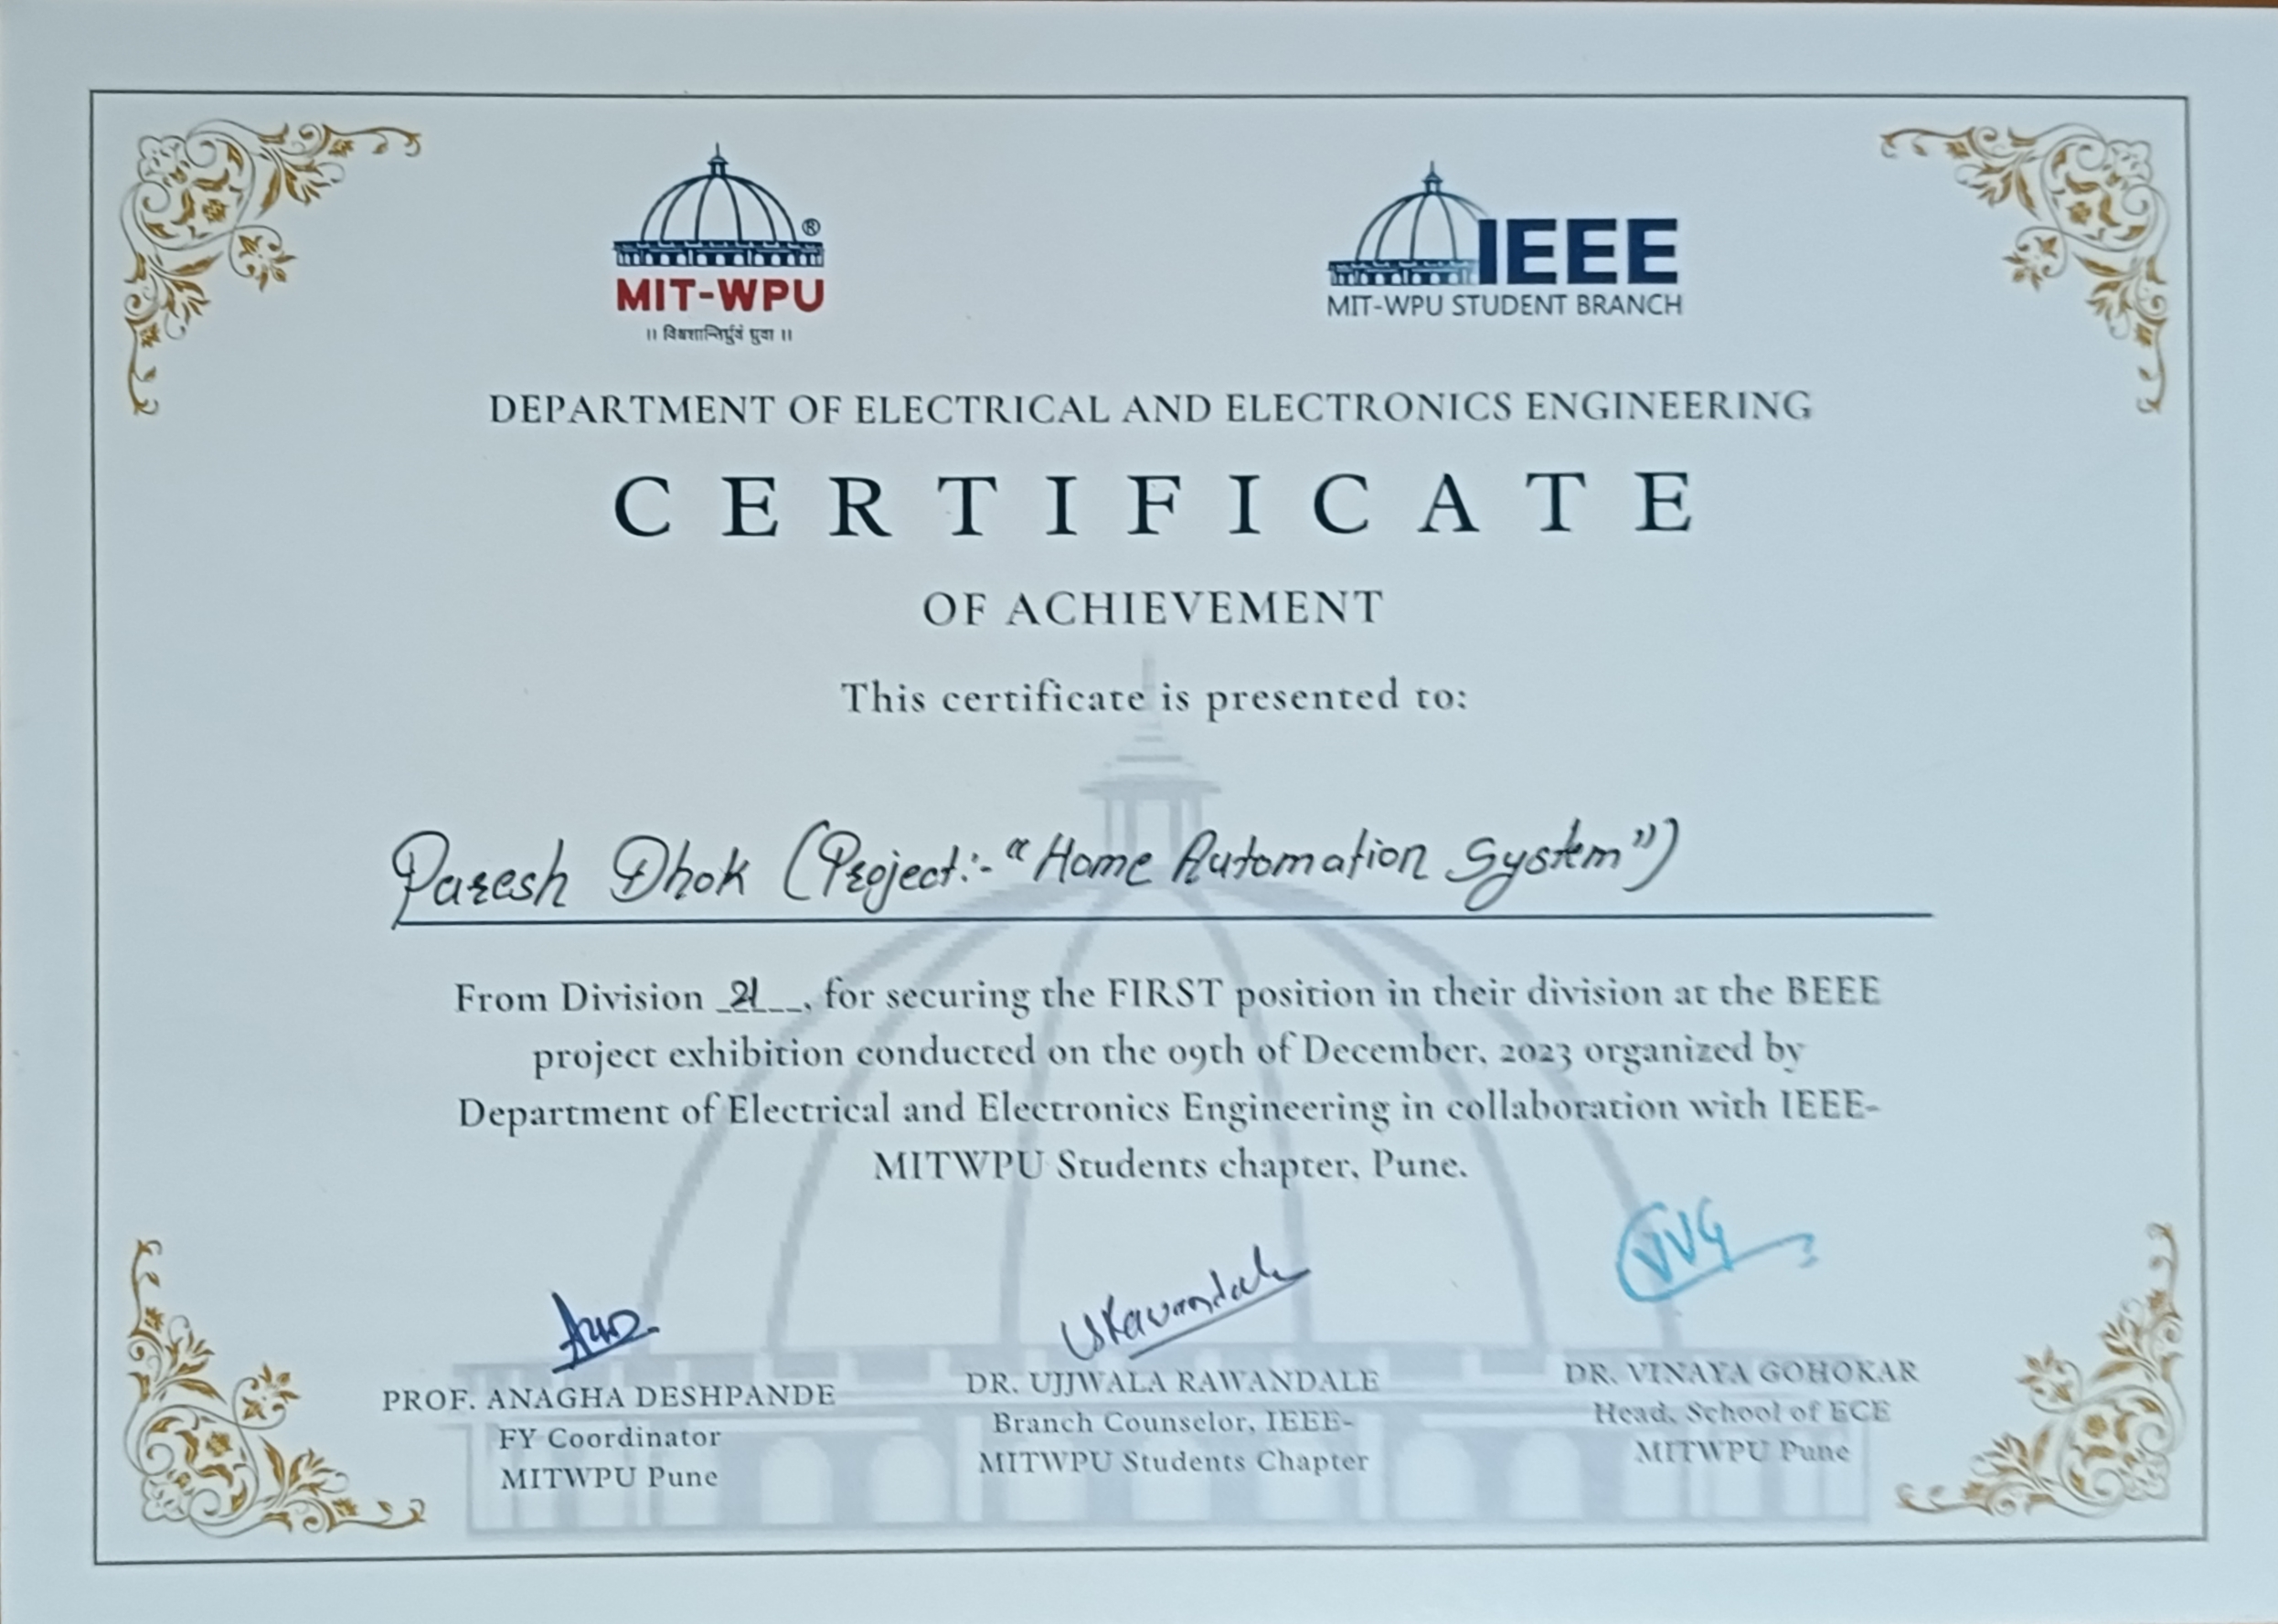 ®
MIT-WPU
॥ विश्वशान्तिर्ध्रुवं ध्रुवा ॥
IEEE
MIT-WPU STUDENT BRANCH
DEPARTMENT OF ELECTRICAL AND ELECTRONICS ENGINEERING
CERTIFICATE
OF ACHIEVEMENT
This certificate is presented to:
Paresh Dhok (Project:- "Home Automation System")
From Division 21, for securing the FIRST position in their division at the BEEE
project exhibition conducted on the 09th of December, 2023 organized by
Department of Electrical and Electronics Engineering in collaboration with IEEE-
MITWPU Students chapter, Pune.
VVG
USRawandale
PROF. ANAGHA DESHPANDE
FY Coordinator
MITWPU Pune
DR. UJJWALA RAWANDALE
Branch Counselor, IEEE-
MITWPU Students Chapter
DR. VINAYA GOHOKAR
Head, School of ECE
MITWPU Pune